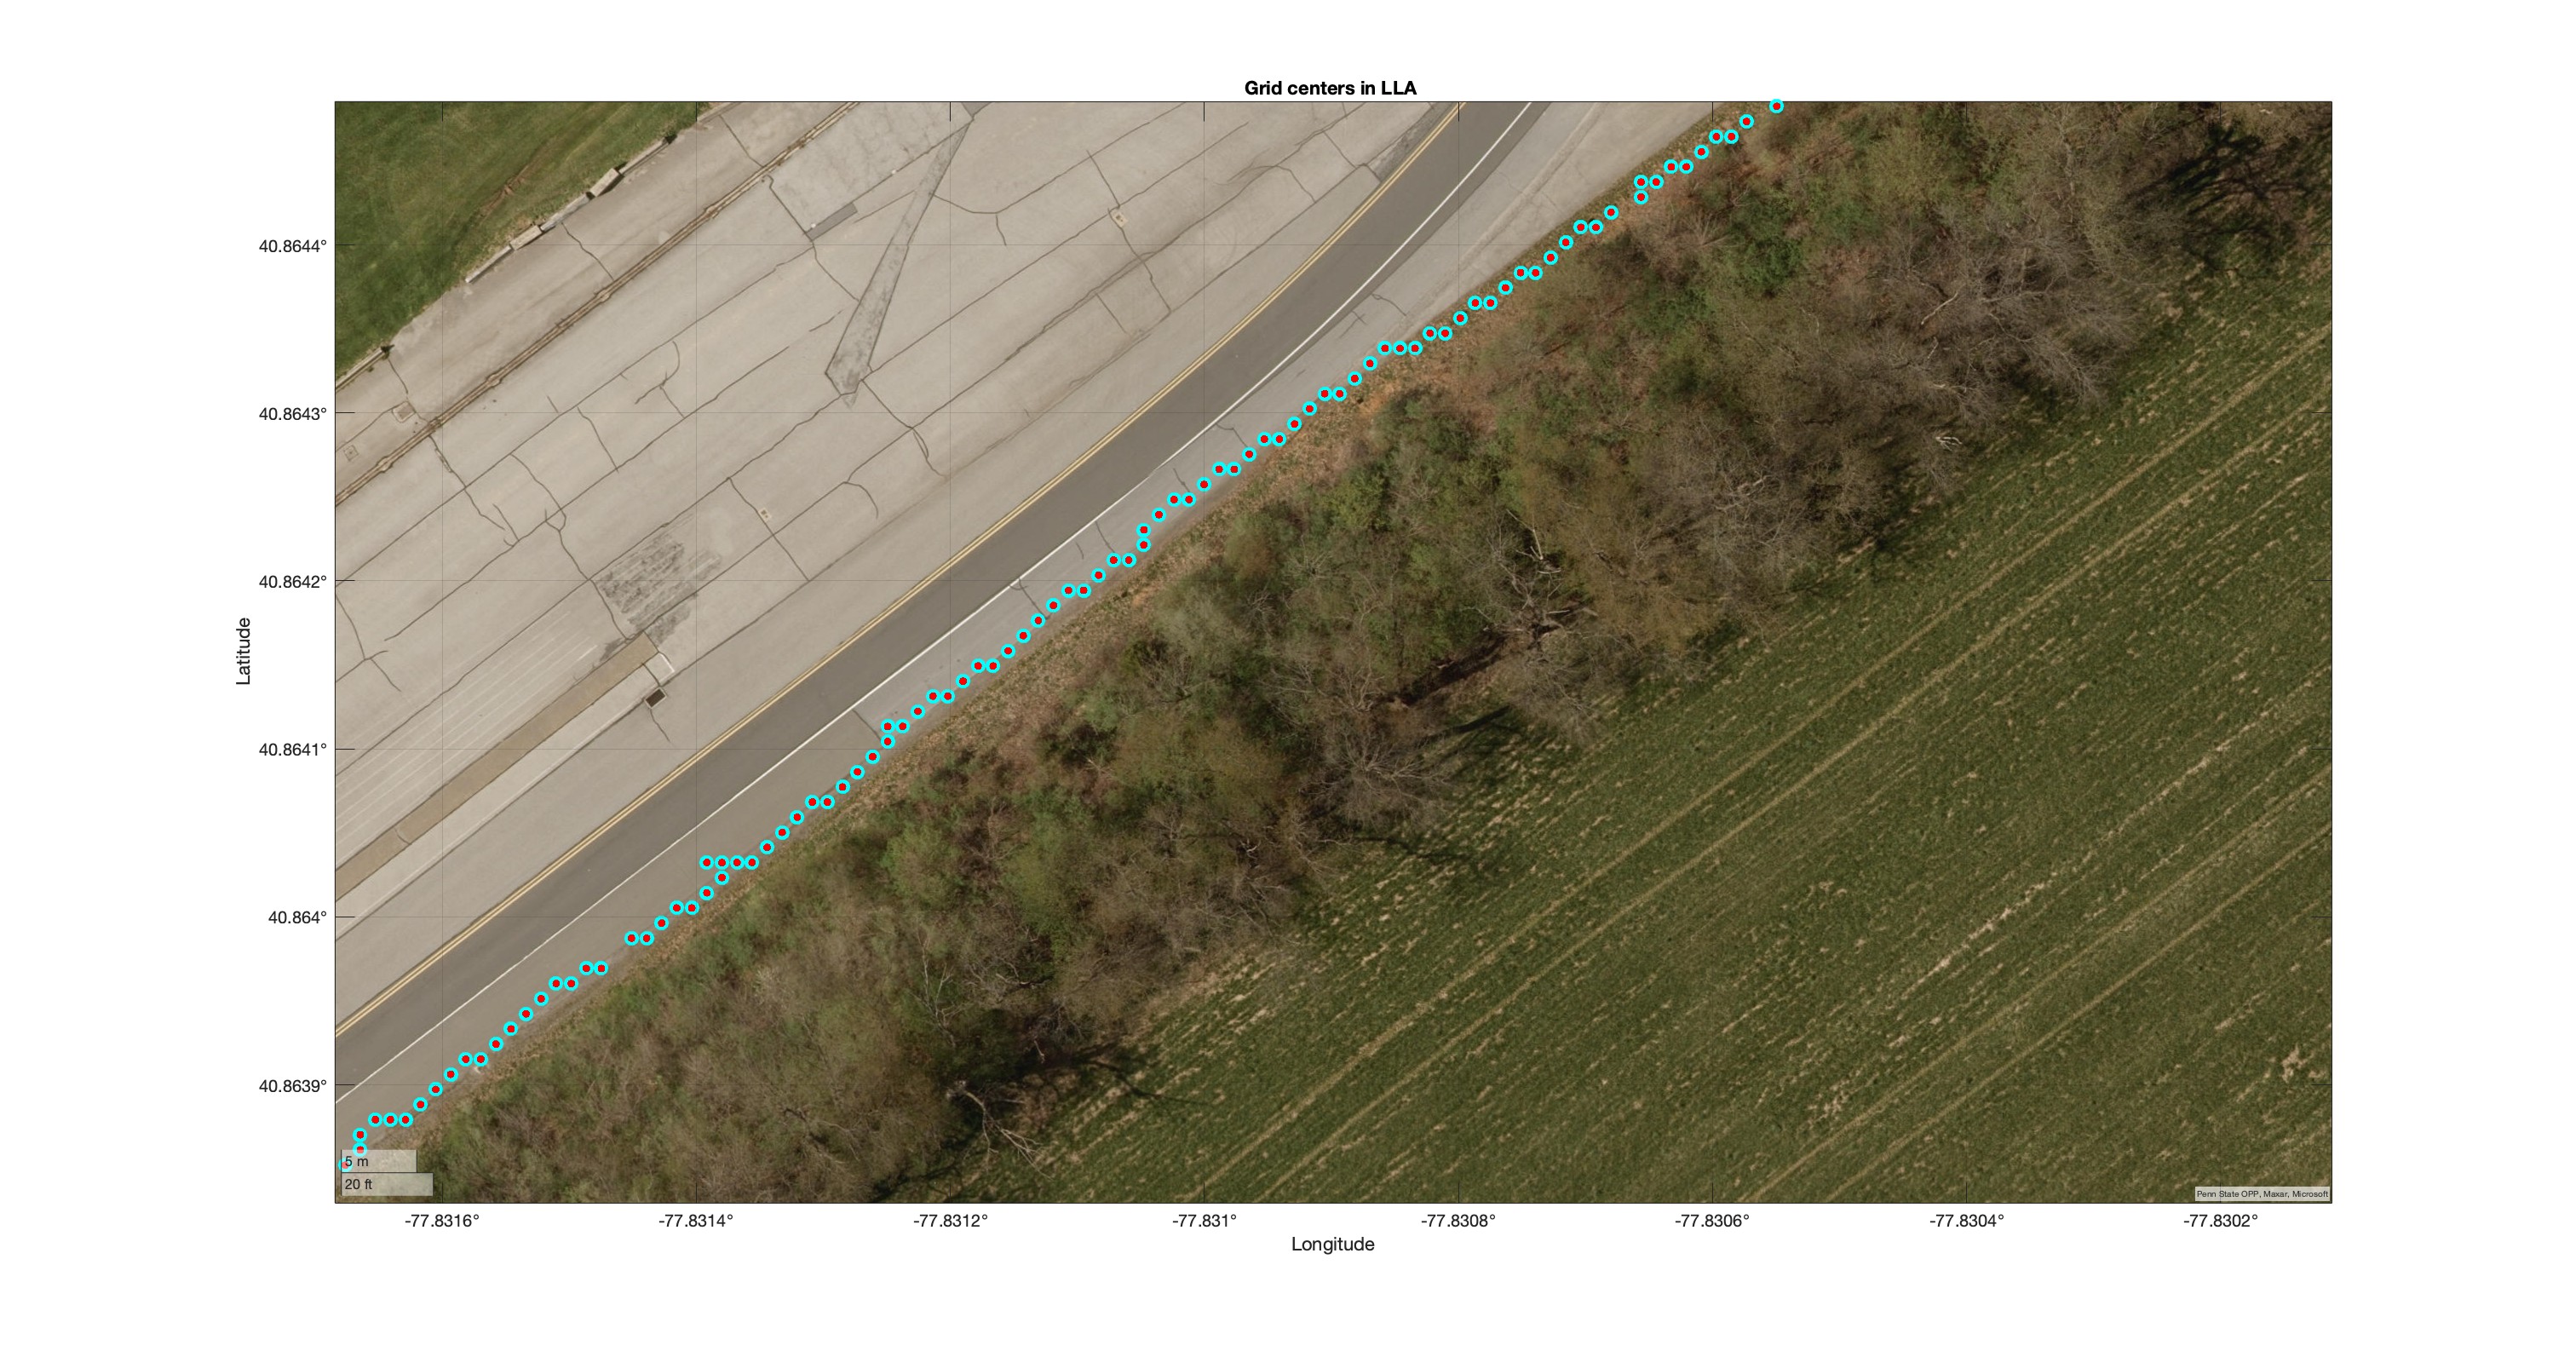 Grid centers in LLA
40.8644°
40.8643°
40.8642°
40.8641°
40.864°
40.8639°
Latitude
5 m
20 ft
Penn State OPP, Maxar, Microsoft
-77.8316°
-77.8314°
-77.8312°
-77.831°
-77.8308°
-77.8306°
-77.8304°
-77.8302°
Longitude